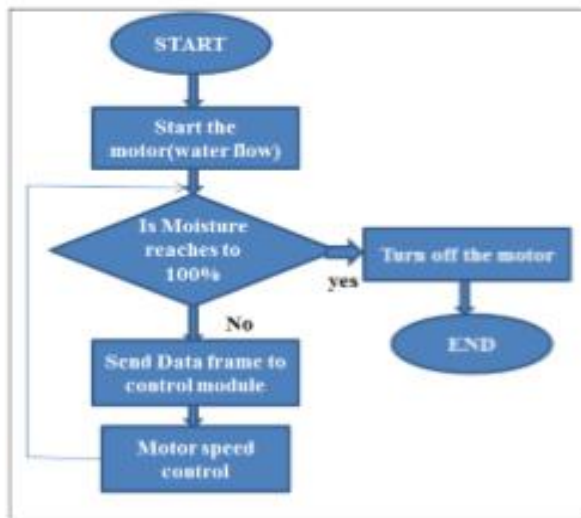 START
Start the
motor(water flow)
Is Moisture
reaches to
100%
yes
Turn off the motor
END
No
Send Data frame to
control module
Motor speed
control